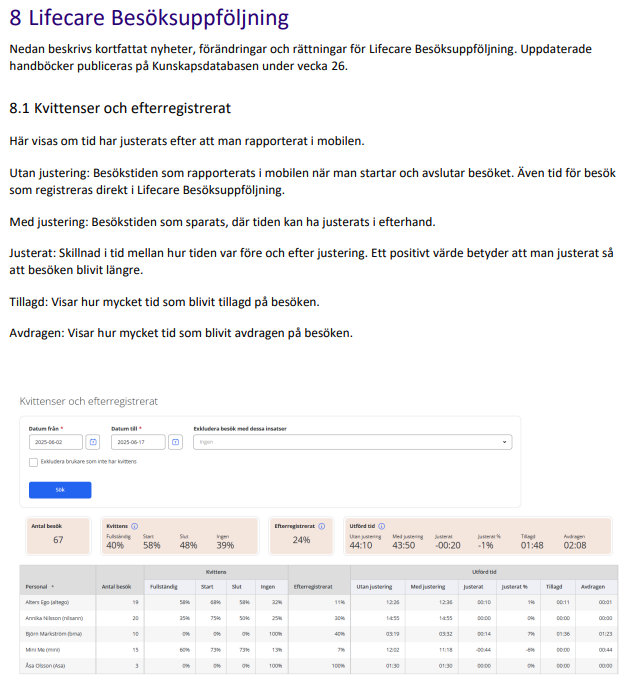 8 Lifecare Besöksuppföljning
Nedan beskrivs kortfattat nyheter, förändringar och rättningar för Lifecare Besöksuppföljning. Uppdaterade
handböcker publiceras på Kunskapsdatabasen under vecka 26.
8.1 Kvittenser och efterregistrerat
Här visas om tid har justerats efter att man rapporterat i mobilen.
Utan justering: Besökstiden som rapporterats i mobilen när man startar och avslutar besöket. Även tid för besök
som registreras direkt i Lifecare Besöksuppföljning.
Med justering: Besökstiden som sparats, där tiden kan ha justerats i efterhand.
Justerat: Skillnad i tid mellan hur tiden var före och efter justering. Ett positivt värde betyder att man justerat så
att besöken blivit längre.
Tillagd: Visar hur mycket tid som blivit tillagd på besöken.
Avdragen: Visar hur mycket tid som blivit avdragen på besöken.
Kvittenser och efterregistrerat
Datum från * Datum till * Exkludera besök med dessa insatser
2025-06-02 2025-06-17 Ingen
Exkludera brukare som inte har kvittens
Sök
Antal besök Kvittens Efterregistrerat Utförd tid
Fullständig Start Slut Ingen Utan justering Med justering Justerat Justerat % Tillagd Avdragen
67 40% 58% 48% 39% 24% 44:10 43:50 -00:20 -1% 01:48 02:08
Kvittens Utförd tid
Personal Antal besök Fullständig Start Slut Ingen Efterregistrerat Utan justering Med justering Justerat Justerat % Tillagd Avdragen
Alters Ego (altego) 19 58% 68% 58% 32% 11% 12:26 12:36 00:10 1% 00:11 00:01
Annika Nilsson (nilsann) 20 35% 75% 50% 25% 30% 14:55 14:55 00:00 0% 00:00 00:00
Björn Markström (bma) 10 0% 0% 0% 100% 40% 03:19 03:32 00:14 7% 01:36 01:23
Mini Me (mini) 15 60% 73% 73% 13% 7% 12:02 11:18 -00:44 -6% 00:00 00:44
Åsa Olsson (Asa) 3 0% 0% 0% 100% 100% 01:30 01:30 00:00 0% 00:00 00:00